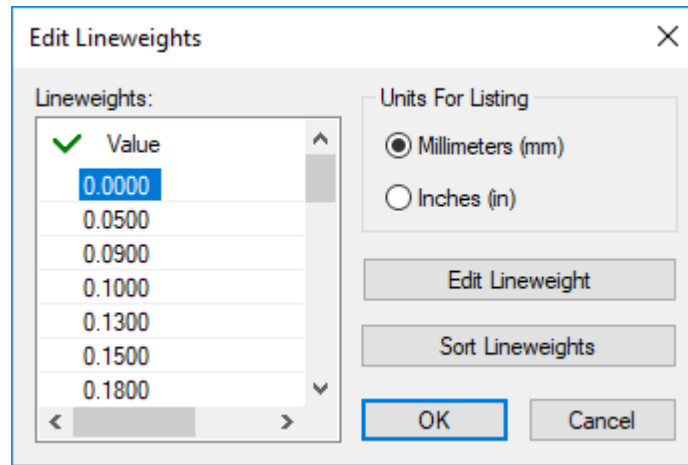 Edit Lineweights
Lineweights:
Value
0.0000
0.0500
0.0900
0.1000
0.1300
0.1500
0.1800
Units For Listing
Millimeters (mm)
Inches (in)
Edit Lineweight
Sort Lineweights
OK
Cancel